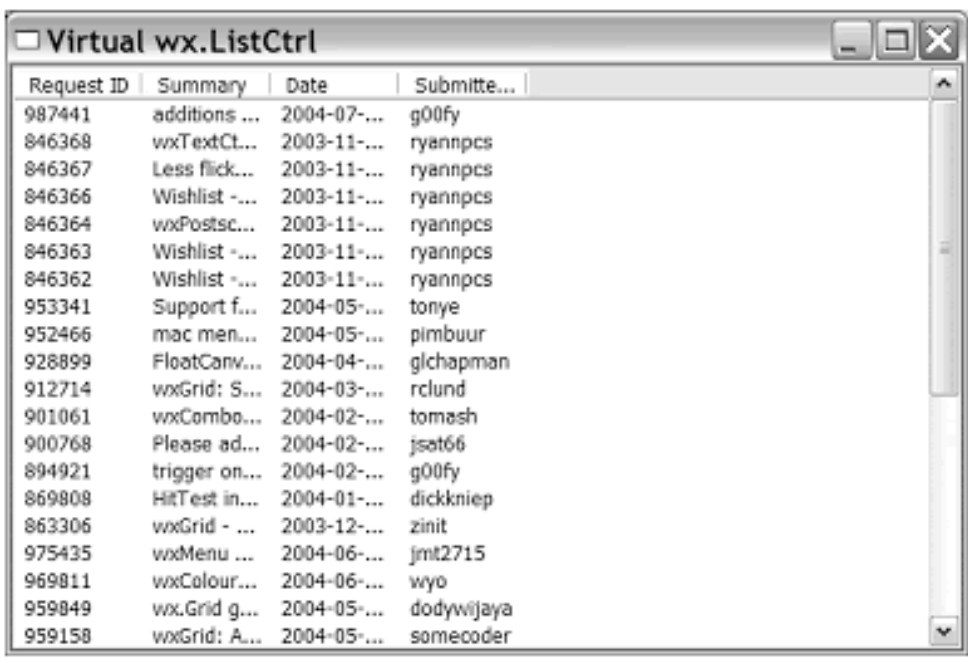 Virtual wx.ListCtrl
Request ID Summary Date Submitte...
987441 additions ... 2004-07-... g00fy
846368 wxTextCt... 2003-11-... ryannpcs
846367 Less flick... 2003-11-... ryannpcs
846366 Wishlist -... 2003-11-... ryannpcs
846364 wxPostsc... 2003-11-... ryannpcs
846363 Wishlist -... 2003-11-... ryannpcs
846362 Wishlist -... 2003-11-... ryannpcs
953341 Support f... 2004-05-... tonye
952466 mac men... 2004-05-... pimbuur
928899 FloatCanv... 2004-04-... glchapman
912714 wxGrid: S... 2004-03-... rclund
901061 wxCombo... 2004-02-... tomash
900768 Please ad... 2004-02-... jsat66
894921 trigger on... 2004-02-... g00fy
869808 HitTest in... 2004-01-... dickkniep
863306 wxGrid - ... 2003-12-... zinit
975435 wxMenu ... 2004-06-... jmt2715
969811 wxColour... 2004-06-... wyo
959849 wx.Grid g... 2004-05-... dodywijaya
959158 wxGrid: A... 2004-05-... somecoder